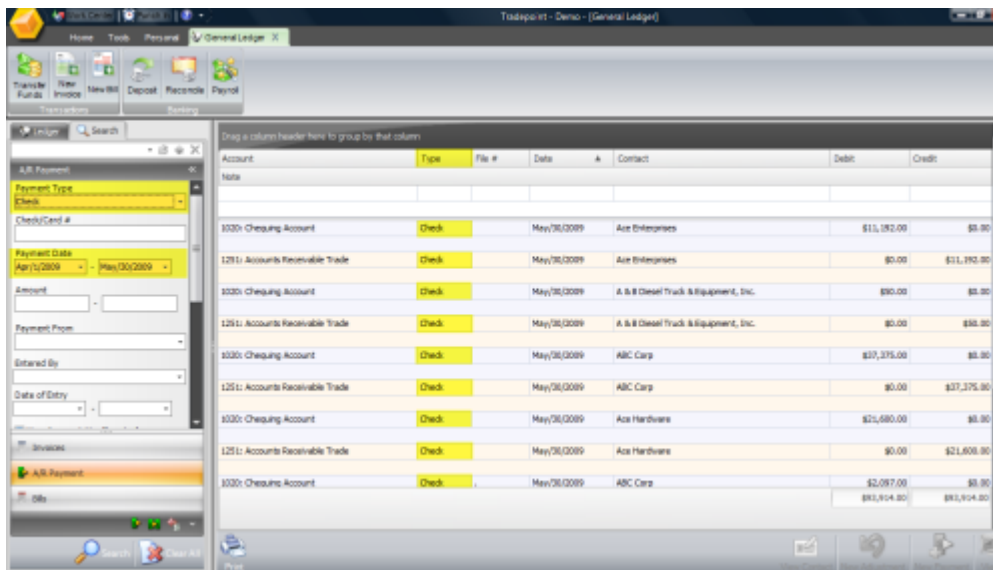 Tradepoint - Demo - [General Ledger]
Home Tools Personal General Ledger X
Transfer Funds New Invoice New Bill Deposit Reconcile Payroll
Transactions Banking
Ledger Search
Drag a column header here to group by that column
A/R Payment
Account Type File # Date Contact Debit Credit
Note
Payment Type
Check
Check/Card #
Payment Date
Apr/1/2009 - May/30/2009
Amount
-
Payment From
Entered By
Date of Entry
-
Invoices
A/R Payment
Bills
Search Clear All
1020: Chequing Account Check May/30/2009 Ace Enterprises $11,192.00 $0.00
1251: Accounts Receivable Trade Check May/30/2009 Ace Enterprises $0.00 $11,192.00
1020: Chequing Account Check May/30/2009 A & B Diesel Truck & Equipment, Inc. $50.00 $0.00
1251: Accounts Receivable Trade Check May/30/2009 A & B Diesel Truck & Equipment, Inc. $0.00 $50.00
1020: Chequing Account Check May/30/2009 ABC Corp $37,375.00 $0.00
1251: Accounts Receivable Trade Check May/30/2009 ABC Corp $0.00 $37,375.00
1020: Chequing Account Check May/30/2009 Ace Hardware $21,600.00 $0.00
1251: Accounts Receivable Trade Check May/30/2009 Ace Hardware $0.00 $21,600.00
1020: Chequing Account Check May/30/2009 ABC Corp $2,097.00 $0.00
Print